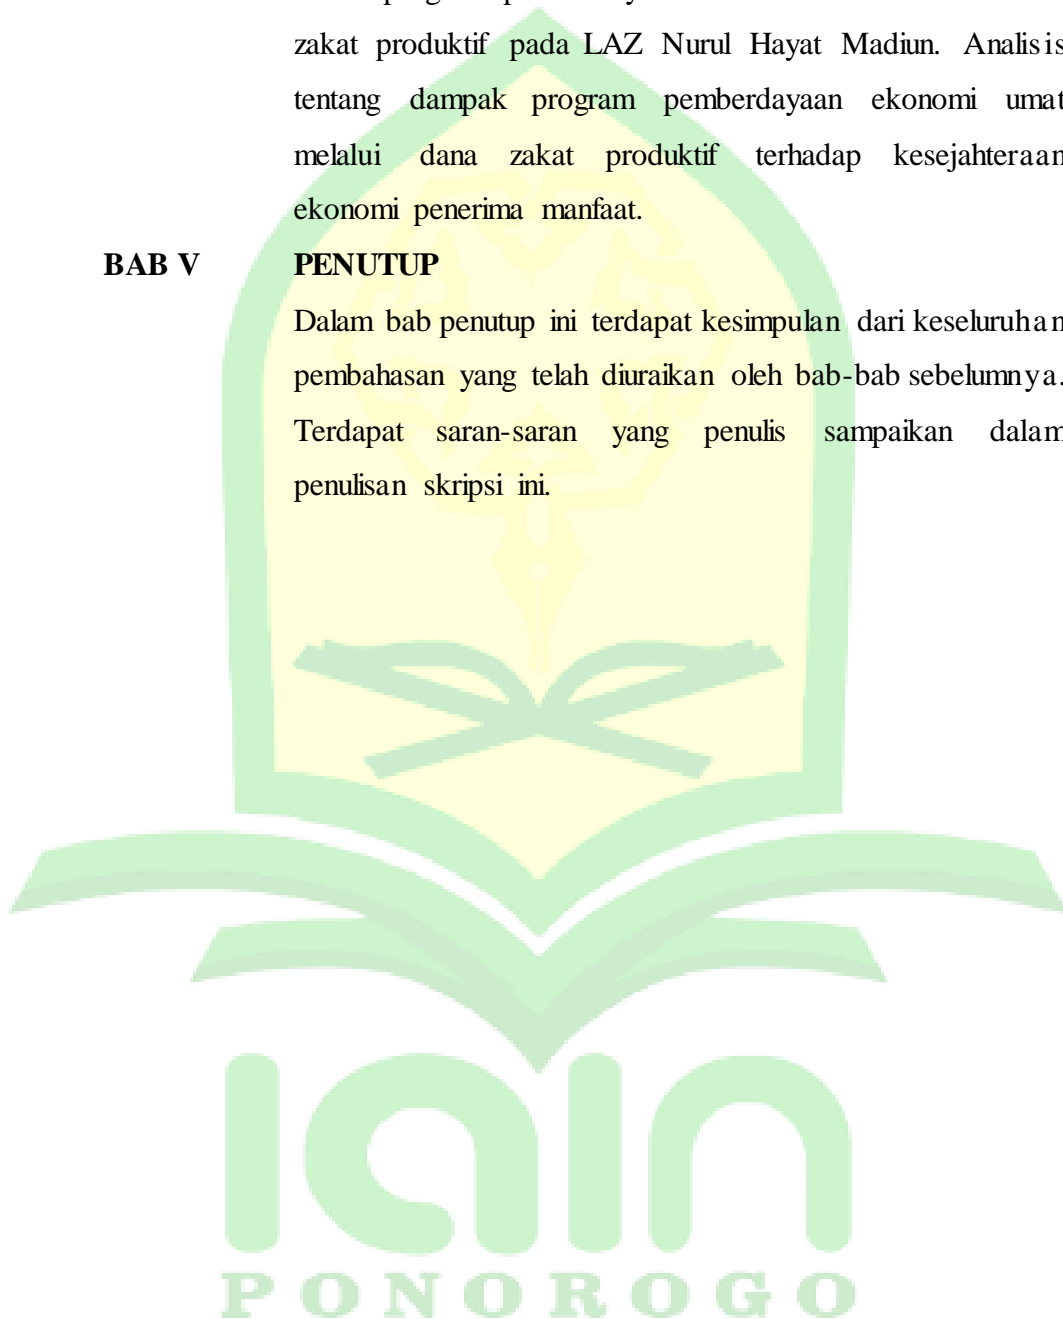 zakat produktif pada LAZ Nurul Hayat Madiun. Analisis
tentang dampak program pemberdayaan ekonomi umat
melalui dana zakat produktif terhadap kesejahteraan
ekonomi penerima manfaat.
BAB V PENUTUP
Dalam bab penutup ini terdapat kesimpulan dari keseluruhan
pembahasan yang telah diuraikan oleh bab-bab sebelumnya.
Terdapat saran-saran yang penulis sampaikan dalam
penulisan skripsi ini.
iain
PONOROGO